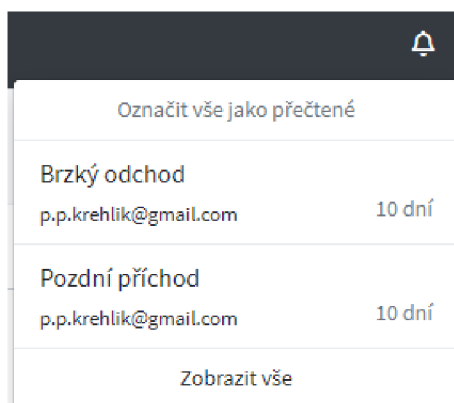 Označit vše jako přečtené
Brzký odchod
p.p.krehlik@gmail.com
10 dní
Pozdní příchod
p.p.krehlik@gmail.com
10 dní
Zobrazit vše